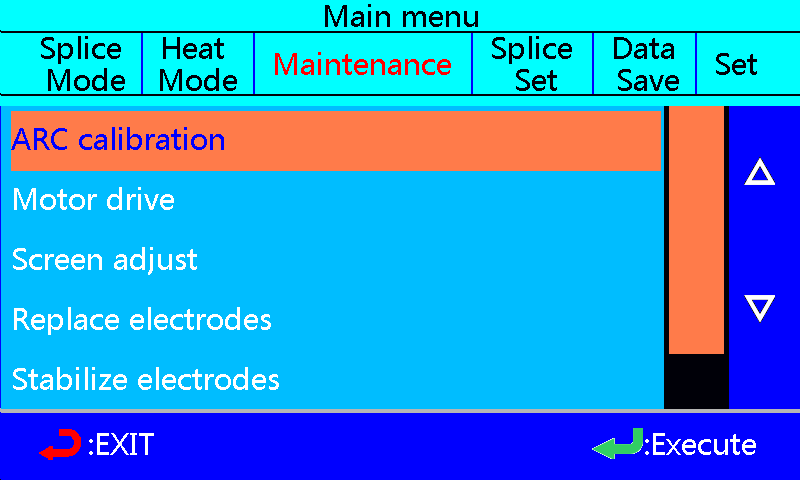 Main menu
Splice Mode
Heat Mode
Maintenance
Splice Set
Data Save
Set
ARC calibration
Motor drive
Screen adjust
Replace electrodes
Stabilize electrodes
:EXIT
:Execute